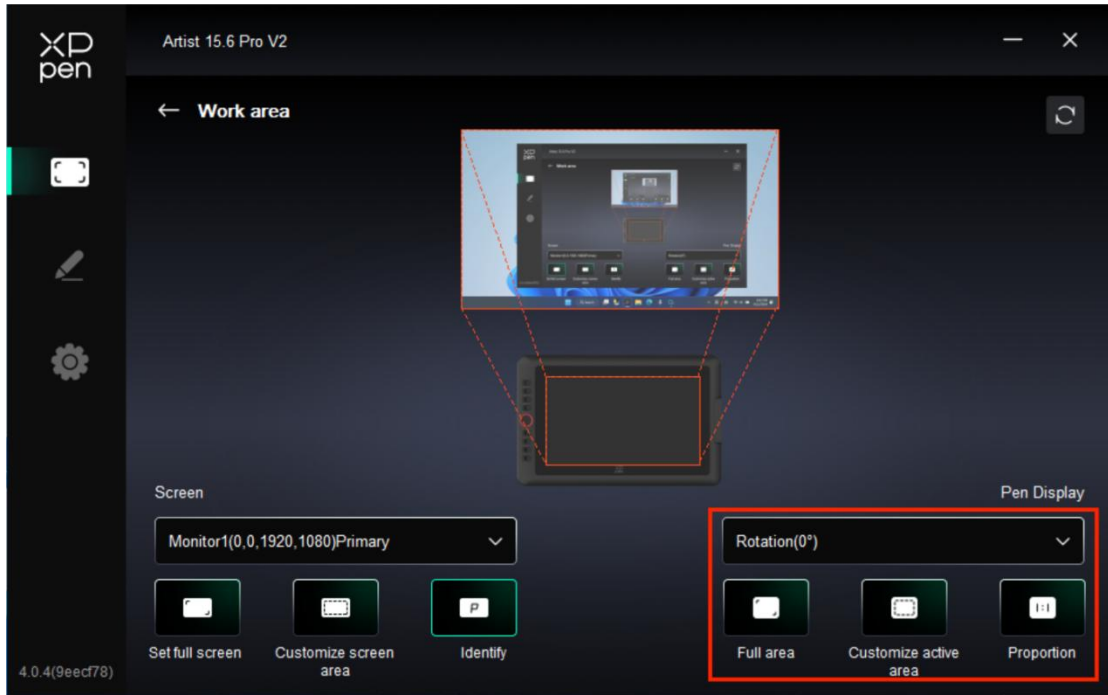 XP
pen
Artist 15.6 Pro V2
Work area
Screen
Pen Display
Monitor1(0,0,1920,1080)Primary
Rotation(0°)
Set full screen
Customize screen
area
Identify
Full area
Customize active
area
Proportion
4.0.4(9eecf78)